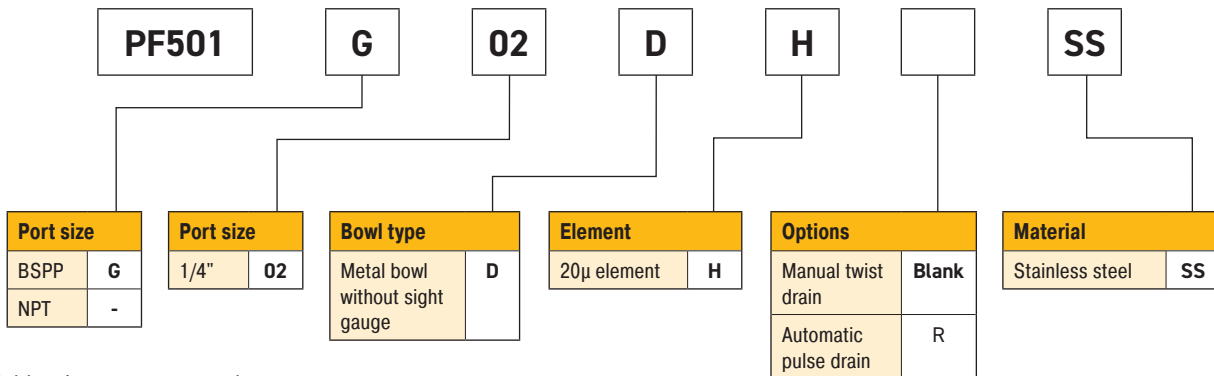 PF501 G 02 D H SS
Port size
BSPP G
NPT -
Port size
1/4" 02
Bowl type
Metal bowl D
without sight
gauge
Element
20µ element H
Options
Manual twist Blank
drain
Automatic R
pulse drain
Material
Stainless steel SS